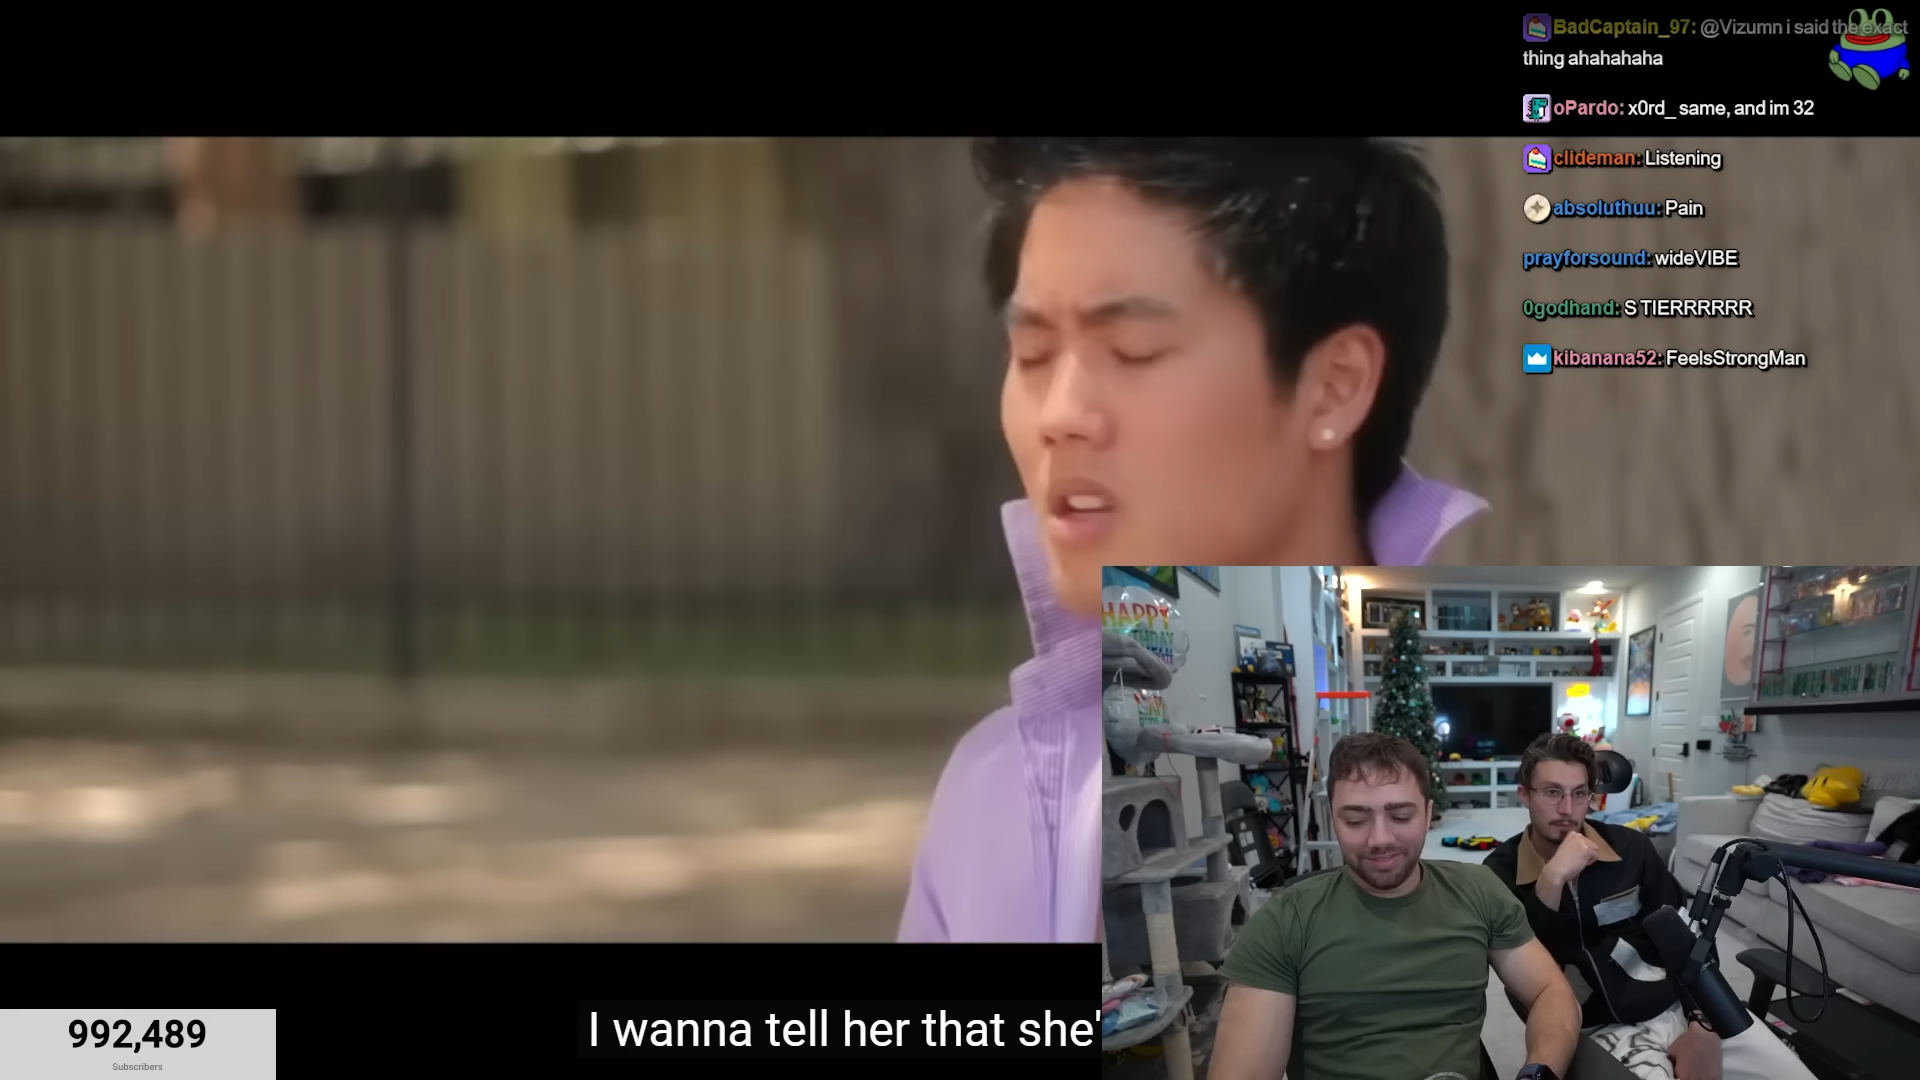 BadCaptain_97: @Vizumn i said the exact
thing ahahahaha
oPardo: x0rd_ same, and im 32
clideman: Listening
absoluthuu: Pain
prayforsound: wideVIBE
0godhand: S TIERRRRRR
kibanana52: FeelsStrongMan
HAPPY
I wanna tell her that she'
992,489
Subscribers